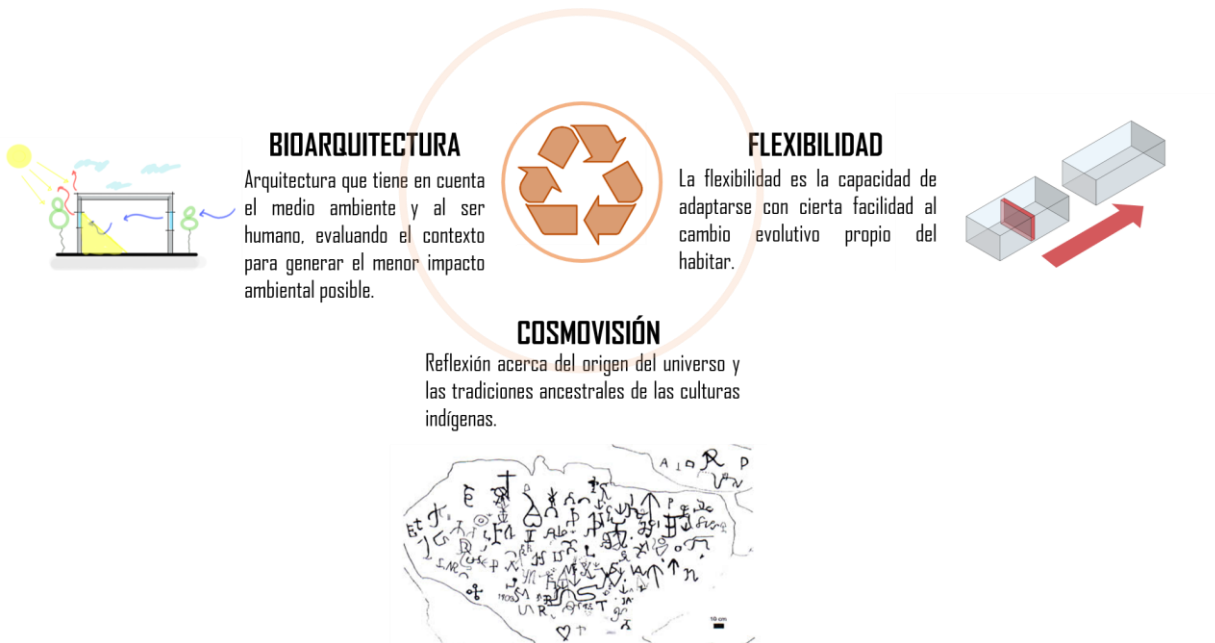 BIOARQUITECTURA
Arquitectura que tiene en cuenta
el medio ambiente y al ser
humano, evaluando el contexto
para generar el menor impacto
ambiental posible.
FLEXIBILIDAD
La flexibilidad es la capacidad de
adaptarse con cierta facilidad al
cambio evolutivo propio del
habitar.
COSMOVISIÓN
Reflexión acerca del origen del universo y
las tradiciones ancestrales de las culturas
indígenas.
10 cm